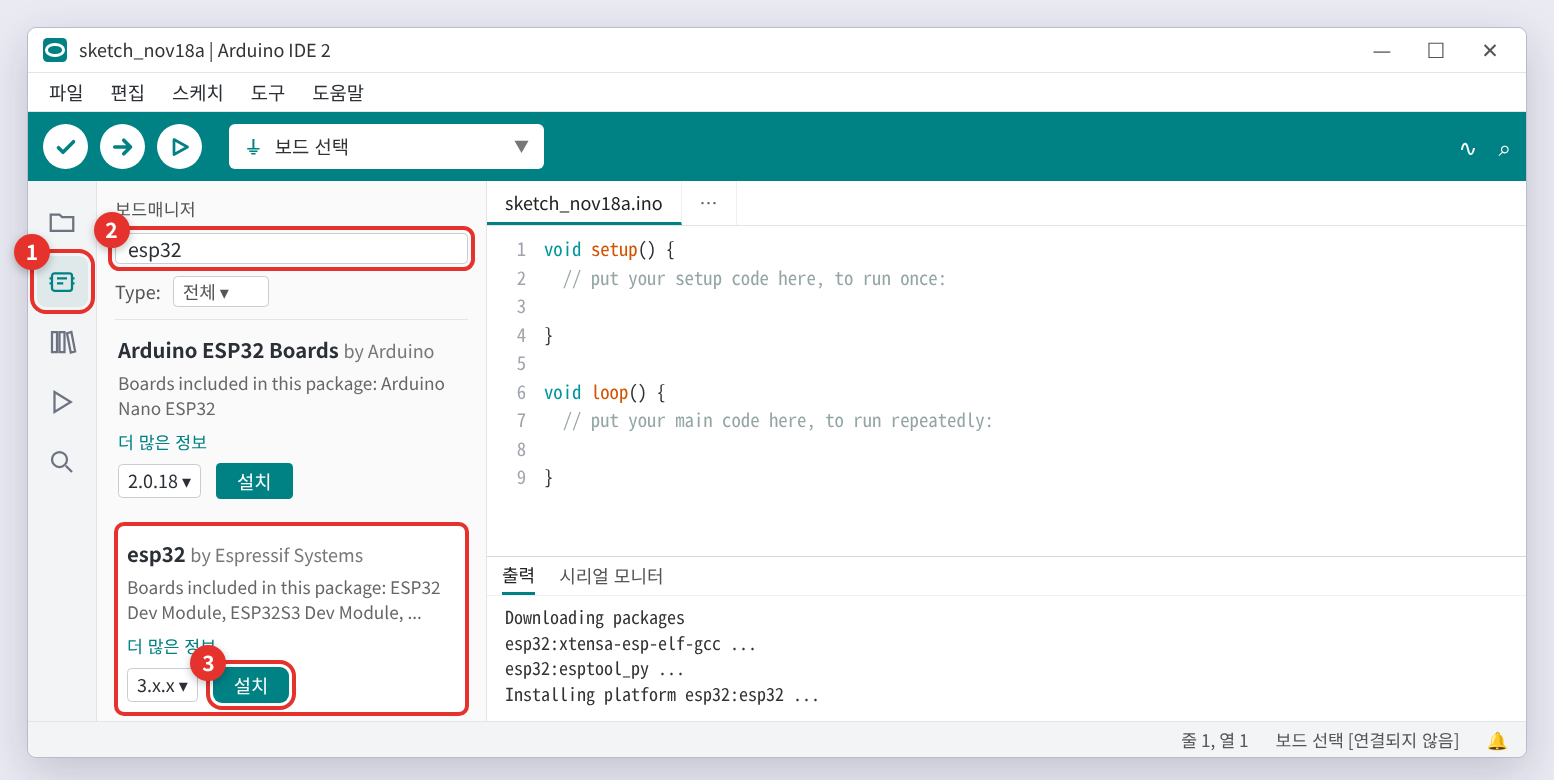 sketch_nov18a | Arduino IDE 2
파일 편집 스케치 도구 도움말
보드 선택
보드매니저
1
2
esp32
Type: 전체
Arduino ESP32 Boards by Arduino
Boards included in this package: Arduino
Nano ESP32
더 많은 정보
2.0.18 설치
esp32 by Espressif Systems
Boards included in this package: ESP32
Dev Module, ESP32S3 Dev Module, ...
더 많은 정보
3
3.x.x 설치
sketch_nov18a.ino ...
1 void setup() {
2 // put your setup code here, to run once:
3
4 }
5
6 void loop() {
7 // put your main code here, to run repeatedly:
8
9 }
출력 시리얼 모니터
Downloading packages
esp32:xtensa-esp-elf-gcc ...
esp32:esptool_py ...
Installing platform esp32:esp32 ...
줄 1, 열 1 보드 선택 [연결되지 않음]